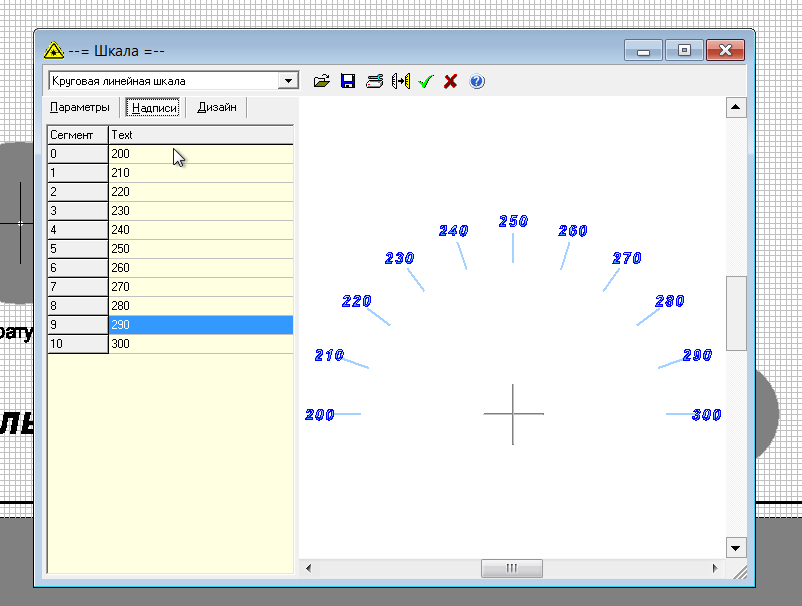 --= Шкала =--
Круговая линейная шкала
Параметры Надписи Дизайн
Сегмент Text
0 200
1 210
2 220
3 230
4 240
5 250
6 260
7 270
8 280
9 290
10 300
250
240 260
230 270
220 280
210 290
200 300
рату
ль